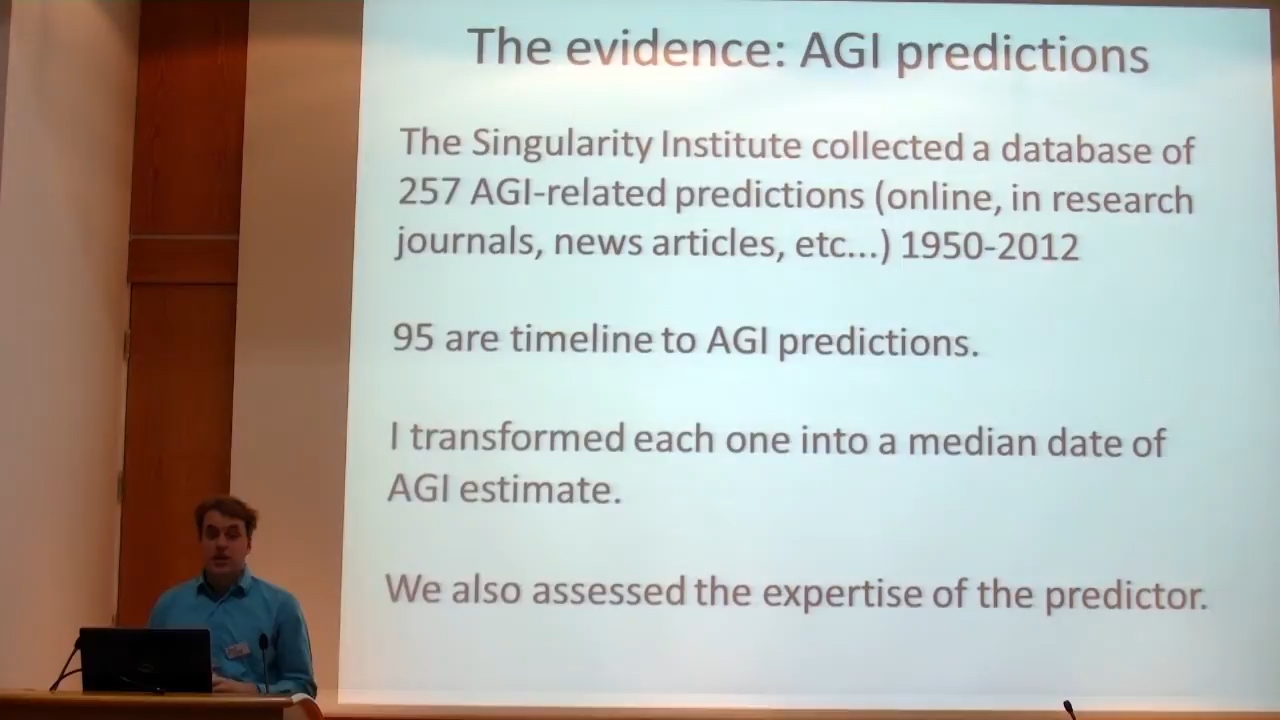 The evidence: AGI predictions
The Singularity Institute collected a database of
257 AGI-related predictions (online, in research
journals, news articles, etc...) 1950-2012
95 are timeline to AGI predictions.
I transformed each one into a median date of
AGI estimate.
We also assessed the expertise of the predictor.